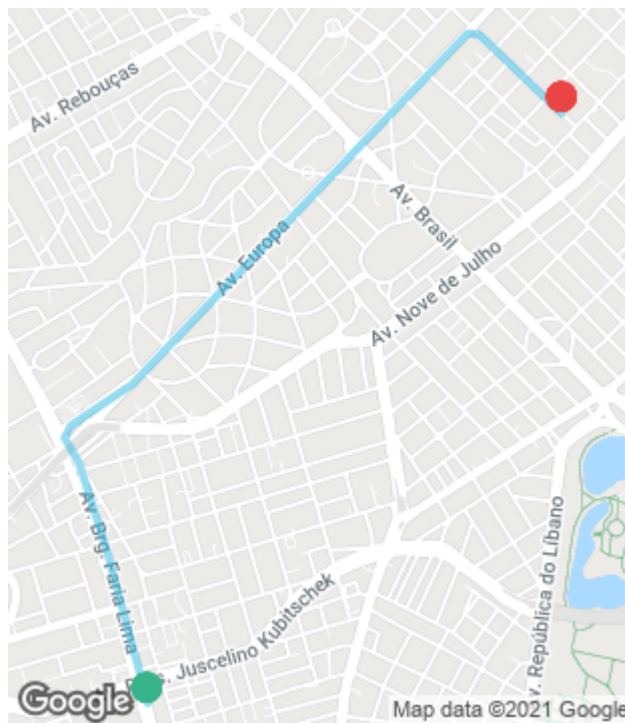 Av. Rebouças
Av. Brasil
Av. Europa
Av. Nove de Julho
Av. Brg. Faria Lima
Av. República do Líbano
s. Juscelino Kubitschek
Google
Map data ©2021 Google